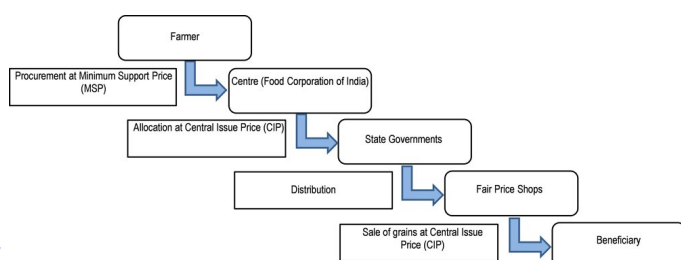 Farmer
Procurement at Minimum Support Price
(MSP)
Centre (Food Corporation of India)
Allocation at Central Issue Price (CIP)
State Governments
Distribution
Fair Price Shops
Sale of grains at Central Issue
Price (CIP)
Beneficiary